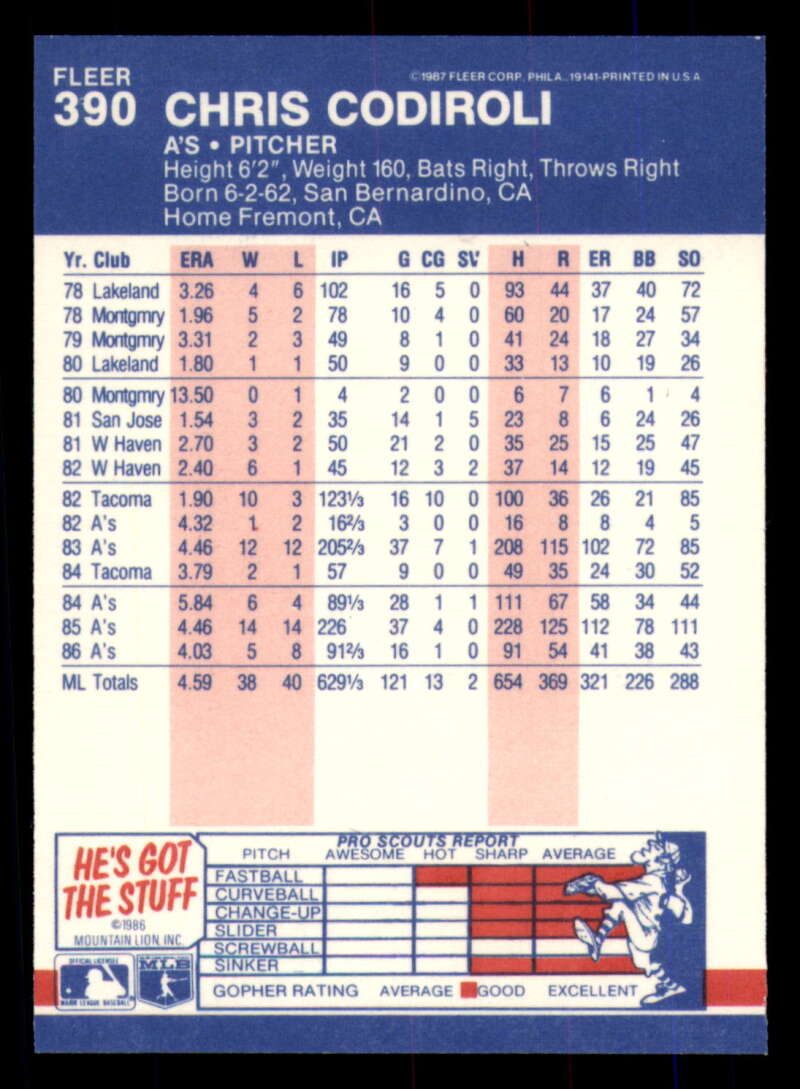 FLEER
©1987 FLEER CORP. PHILA., 19141-PRINTED IN U.S.A
390 CHRIS CODIROLI
A'S • PITCHER
Height 6'2", Weight 160, Bats Right, Throws Right
Born 6-2-62, San Bernardino, CA
Home Fremont, CA
Yr. Club ERA W L IP G CG SV H R ER BB SO
78 Lakeland 3.26 4 6 102 16 5 0 93 44 37 40 72
78 Montgmry 1.96 5 2 78 10 4 0 60 20 17 24 57
79 Montgmry 3.31 2 3 49 8 1 0 41 24 18 27 34
80 Lakeland 1.80 1 1 50 9 0 0 33 13 10 19 26
80 Montgmry 13.50 0 1 4 2 0 0 6 7 6 1 4
81 San Jose 1.54 3 2 35 14 1 5 23 8 6 24 26
81 W Haven 2.70 3 2 50 21 2 0 35 25 15 25 47
82 W Haven 2.40 6 1 45 12 3 2 37 14 12 19 45
82 Tacoma 1.90 10 3 123⅓ 16 10 0 100 36 26 21 85
82 A's 4.32 1 2 16⅔ 3 0 0 16 8 8 4 5
83 A's 4.46 12 12 205⅔ 37 7 1 208 115 102 72 85
84 Tacoma 3.79 2 1 57 9 0 0 49 35 24 30 52
84 A's 5.84 6 4 89⅓ 28 1 1 111 67 58 34 44
85 A's 4.46 14 14 226 37 4 0 228 125 112 78 111
86 A's 4.03 5 8 91⅔ 16 1 0 91 54 41 38 43
ML Totals 4.59 38 40 629⅓ 121 13 2 654 369 321 226 288
HE'S GOT
THE STUFF
©1986
MOUNTAIN LION, INC.
PRO SCOUTS REPORT
PITCH AWESOME HOT SHARP AVERAGE
FASTBALL
CURVEBALL
CHANGE-UP
SLIDER
SCREWBALL
SINKER
GOPHER RATING AVERAGE GOOD EXCELLENT
OFFICIAL LICENSEE
MAJOR LEAGUE BASEBALL
MLB